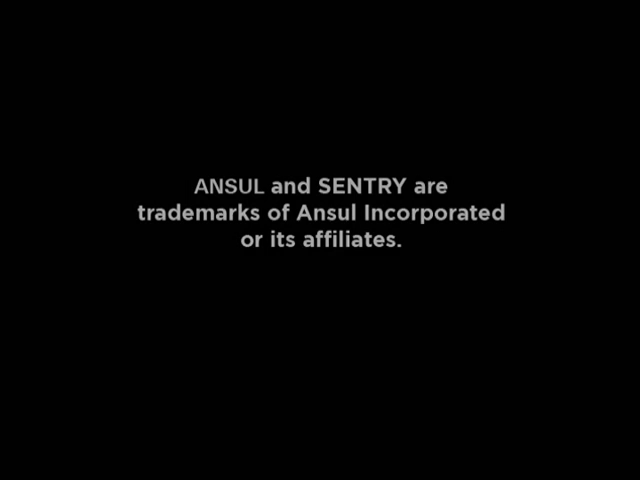 ANSUL and SENTRY are
trademarks of Ansul Incorporated
or its affiliates.